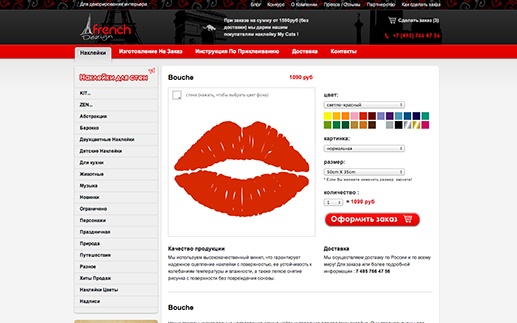 Для декорирования интерьера
Блог Конкурс О Компании Пресса / Отзывы Прайс Как сделать заказ
French
Design
При заказе на сумму от 1590руб (без
доставки) мы дарим нашим
покупателям наклейку My Cats !
Сделать заказ (3)
+7 (495) 766 47 56
Наклейки Изготовление На Заказ Инструкция По Приклеиванию Доставка Контакты
Наклейки для стен
KIT...
ZEN...
Абстракция
Барокко
Двухцветные Наклейки
Детские Наклейки
Для кухни
Животные
Музыка
Новинки
Ограничено
Персонажи
Праздничная
Природа
Путешествия
Разное
Хиты Продаж
Наклейки Цветы
Надписи
Bouche 1090 руб
стена (нажать, чтобы выбрать цвет фона)
цвет:
светло-красный
картинка:
нормальная
размер:
50cm X 35cm
* Если Вы желаете изменить размер, звоните!
количество :
1 = 1090 руб
Оформить заказ
Качество продукции
Мы используем высококачественный винил, что гарантирует
надежное сцепление наклейки с поверхностью, ее устойчивость к
колебаниям температуры и влажности, а также легкое снятие
рисунка с поверхности без повреждения основы.
Доставка
Мы осуществляем доставку по России и по всему
миру! Для заказа или более подробной
информации : 7 495 766 47 56
Bouche